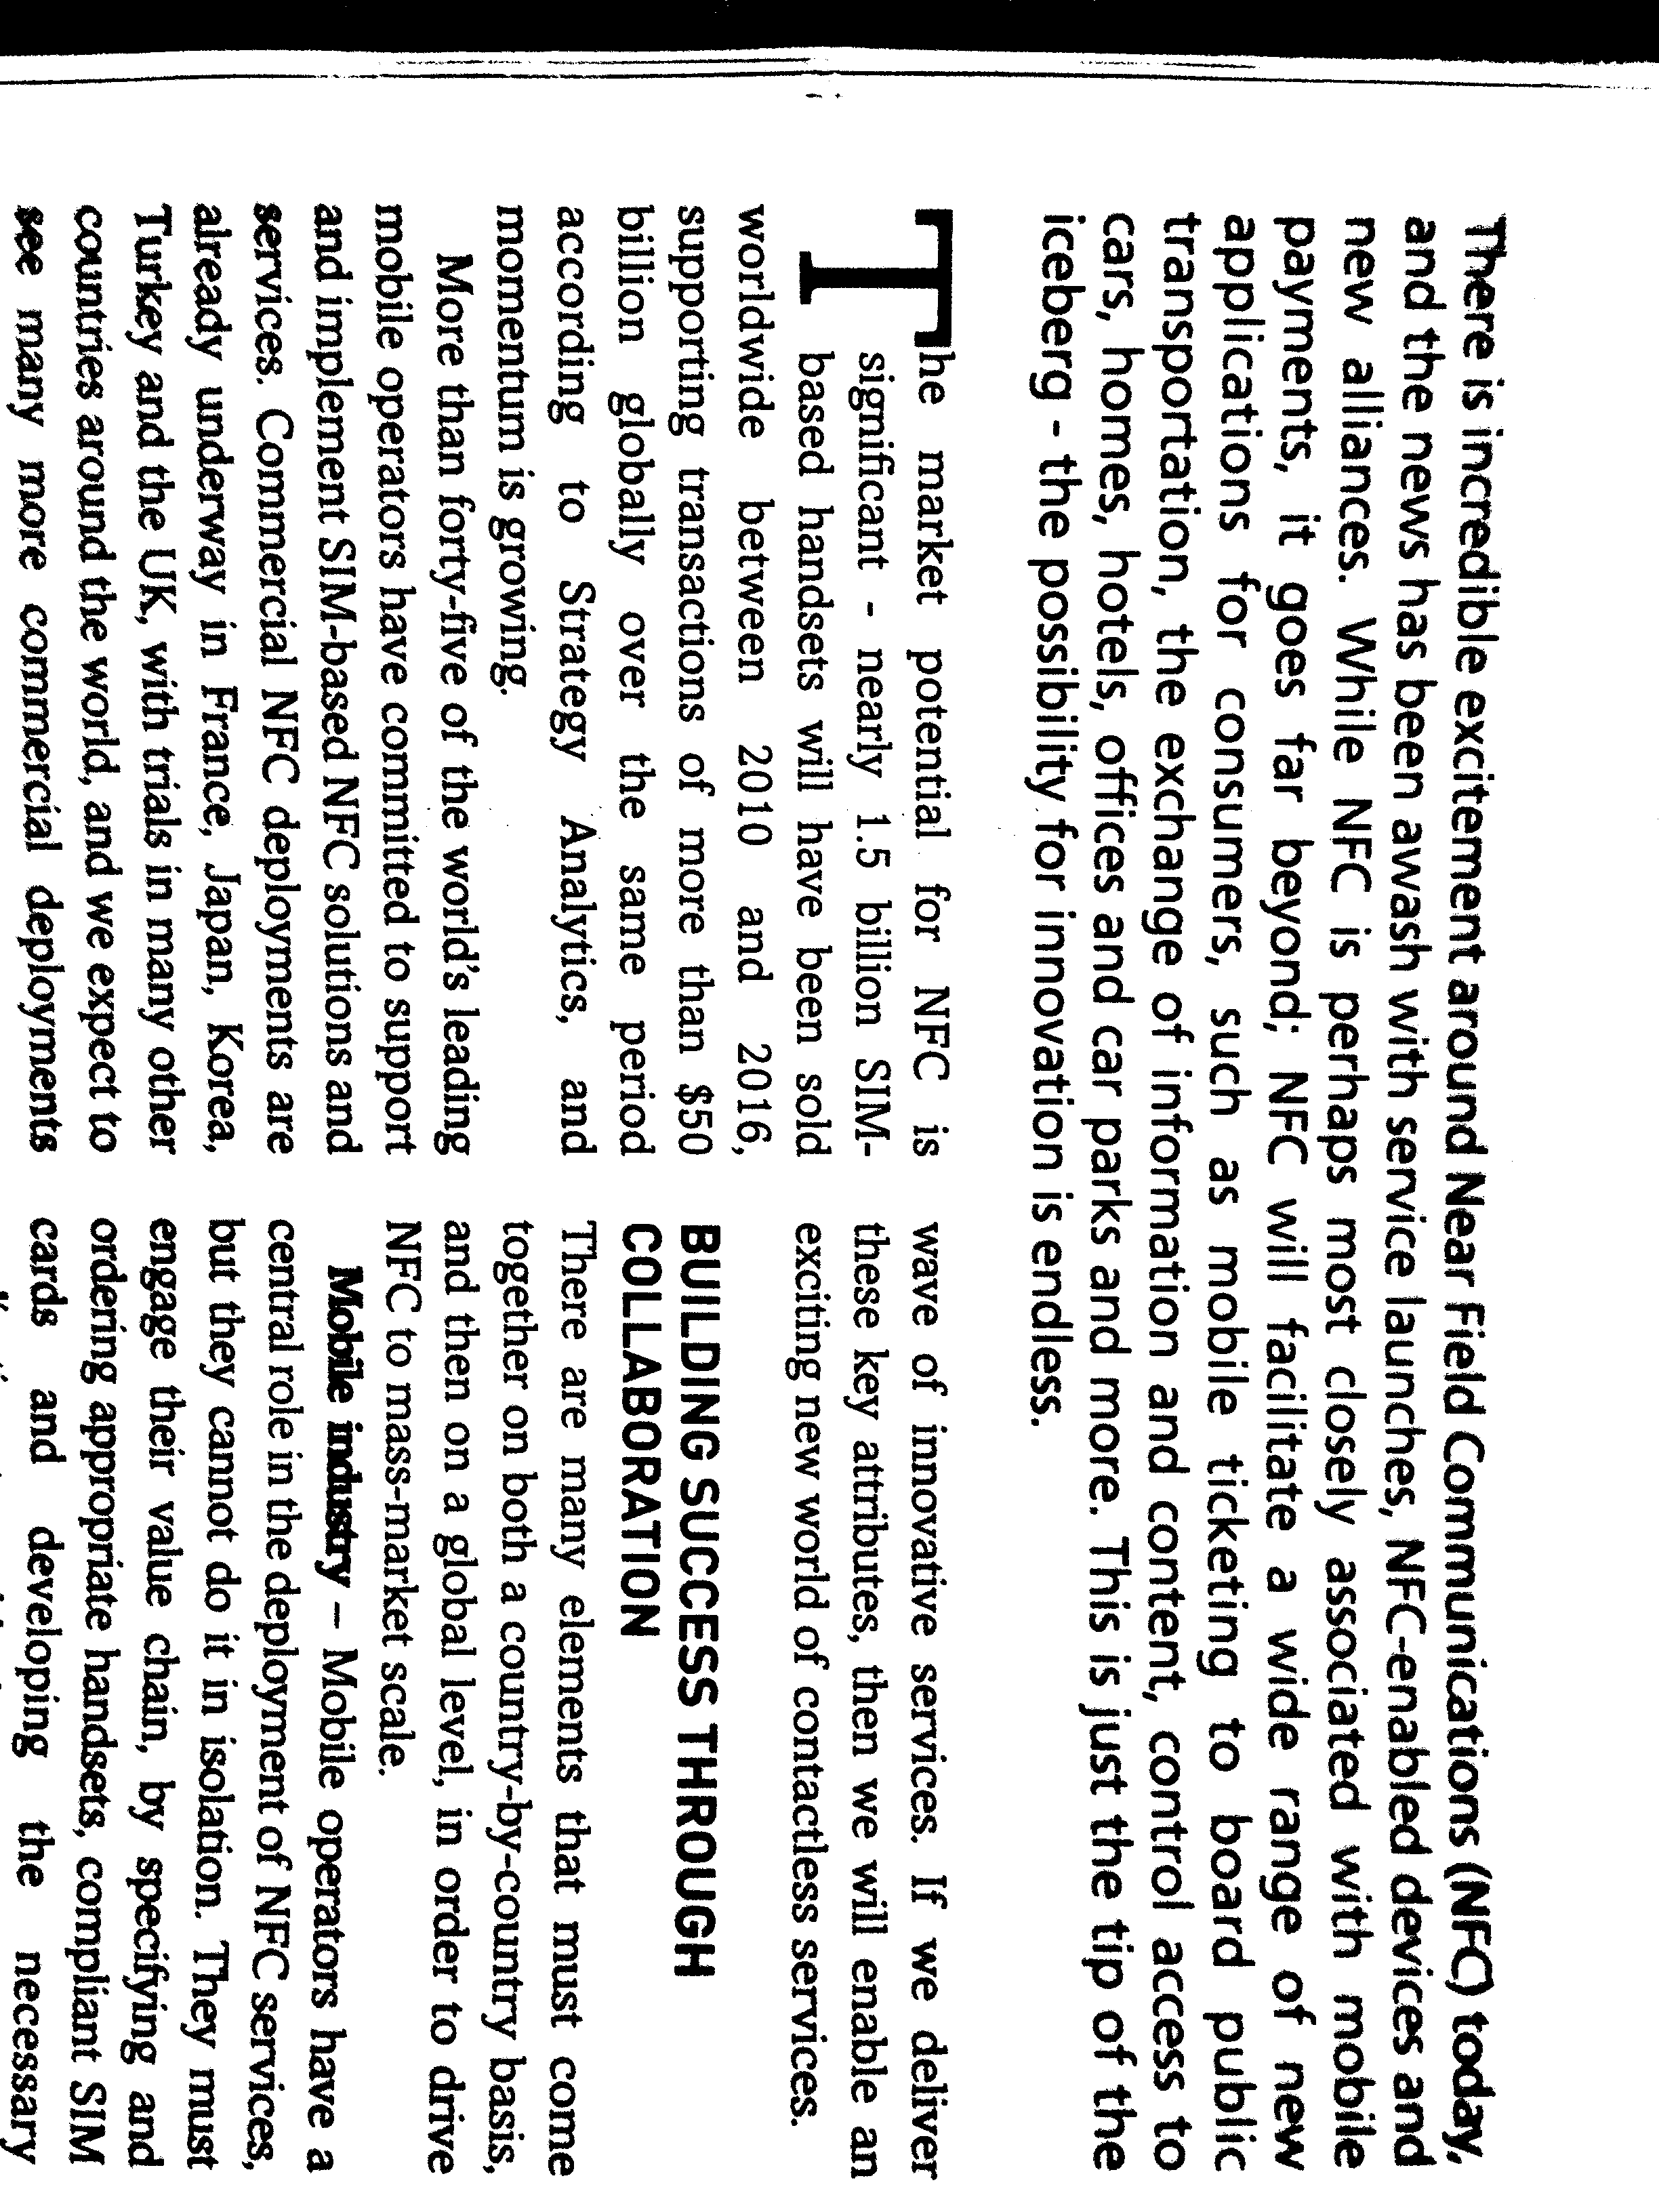 There is incredible excitement around Near Field Communications (NFC) today,
and the news has been awash with service launches, NFC-enabled devices and
new alliances. While NFC is perhaps most closely associated with mobile
payments, it goes far beyond; NFC will facilitate a wide range of new
applications for consumers, such as mobile ticketing to board public
transportation, the exchange of information and content, control access to
cars, homes, hotels, offices and car parks and more. This is just the tip of the
iceberg - the possibility for innovation is endless.
The market potential for NFC is
significant - nearly 1.5 billion SIM-
based handsets will have been sold
worldwide between 2010 and 2016,
supporting transactions of more than $50
billion globally over the same period
according to Strategy Analytics, and
momentum is growing.
More than forty-five of the world's leading
mobile operators have committed to support
and implement SIM-based NFC solutions and
services. Commercial NFC deployments are
already underway in France, Japan, Korea,
Turkey and the UK, with trials in many other
countries around the world, and we expect to
see many more commercial deployments
wave of innovative services. If we deliver
these key attributes, then we will enable an
exciting new world of contactless services.
BUILDING SUCCESS THROUGH
COLLABORATION
There are many elements that must come
together on both a country-by-country basis,
and then on a global level, in order to drive
NFC to mass-market scale.
Mobile industry – Mobile operators have a
central role in the deployment of NFC services,
but they cannot do it in isolation. They must
engage their value chain, by specifying and
ordering appropriate handsets, compliant SIM
cards and developing the necessary